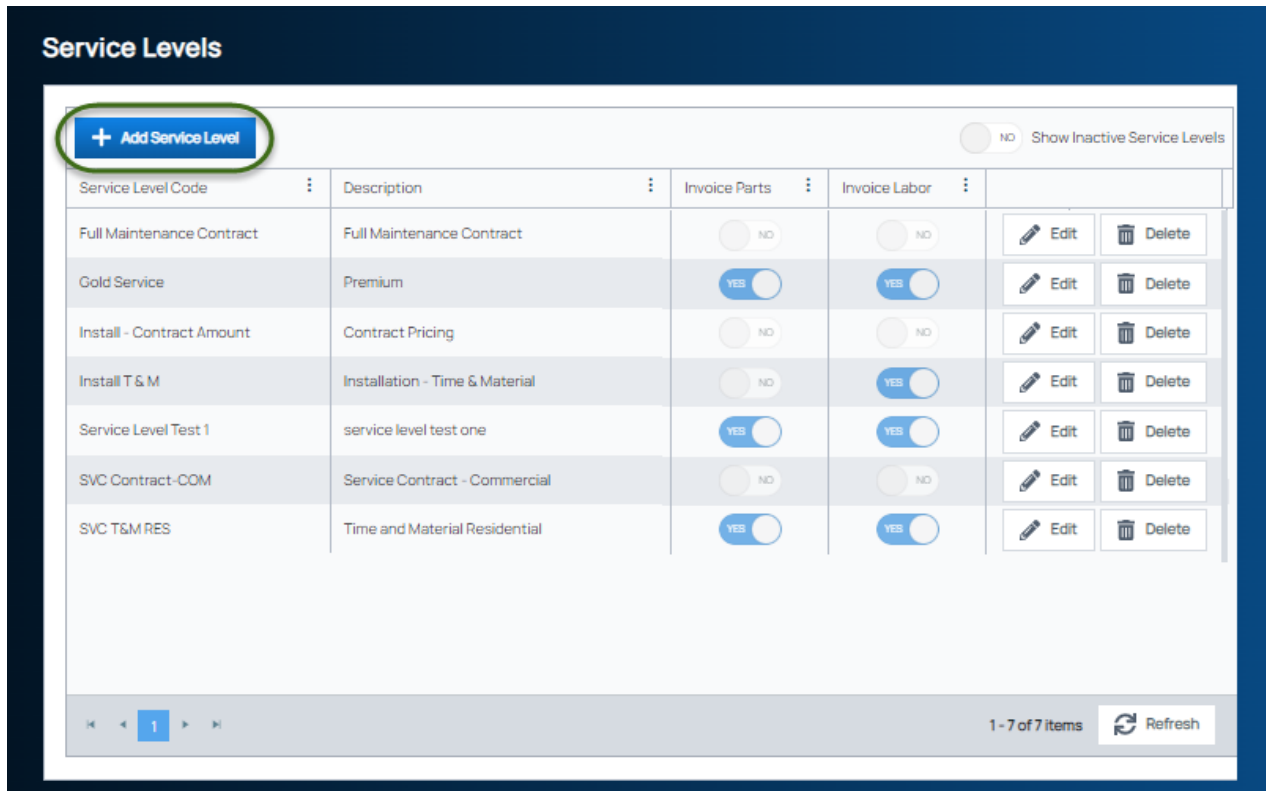 Service Levels
Add Service Level
NO Show Inactive Service Levels
Service Level Code Description Invoice Parts Invoice Labor
Full Maintenance Contract Full Maintenance Contract NO NO Edit Delete
Gold Service Premium YES YES Edit Delete
Install - Contract Amount Contract Pricing NO NO Edit Delete
Install T & M Installation - Time & Material NO YES Edit Delete
Service Level Test 1 service level test one YES YES Edit Delete
SVC Contract-COM Service Contract - Commercial NO NO Edit Delete
SVC T&M RES Time and Material Residential YES YES Edit Delete
1 1 - 7 of 7 items Refresh